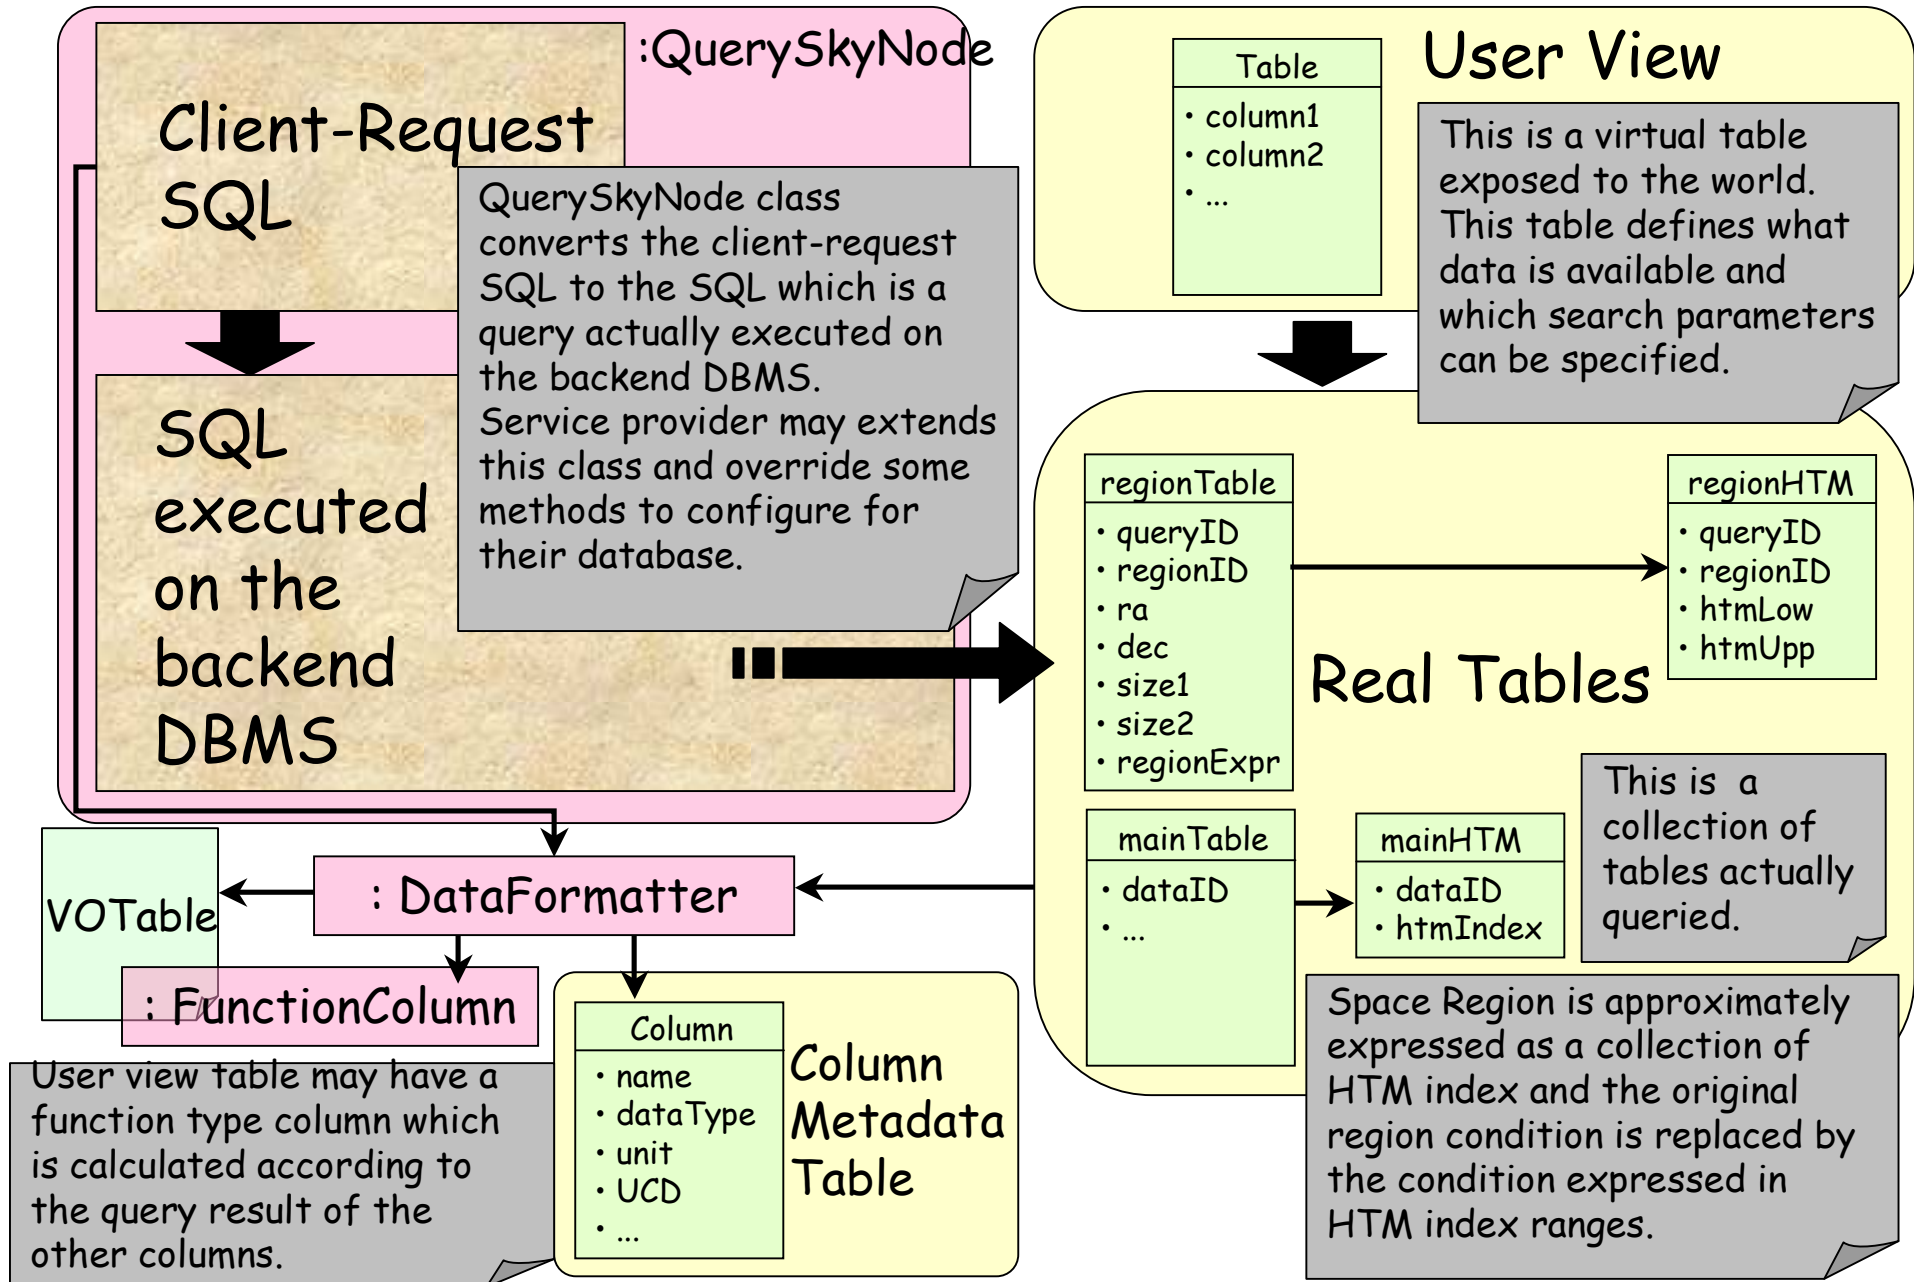 :QuerySkyNode
Client-Request
SQL
QuerySkyNode class
converts the client-request
SQL to the SQL which is a
query actually executed on
the backend DBMS.
Service provider may extends
this class and override some
methods to configure for
their database.
SQL
executed
on the
backend
DBMS
User View
Table
・column1
・column2
・...
This is a virtual table
exposed to the world.
This table defines what
data is available and
which search parameters
can be specified.
regionTable
・queryID
・regionID
・ra
・dec
・size1
・size2
・regionExpr
regionHTM
・queryID
・regionID
・htmLow
・htmUpp
Real Tables
mainTable
・dataID
・...
mainHTM
・dataID
・htmIndex
This is  a
collection of
tables actually
queried.
Space Region is approximately
expressed as a collection of
HTM index and the original
region condition is replaced by
the condition expressed in
HTM index ranges.
VOTable
: DataFormatter
: FunctionColumn
User view table may have a
function type column which
is calculated according to
the query result of the
other columns.
Column
・name
・dataType
・unit
・UCD
・...
Column
Metadata
Table